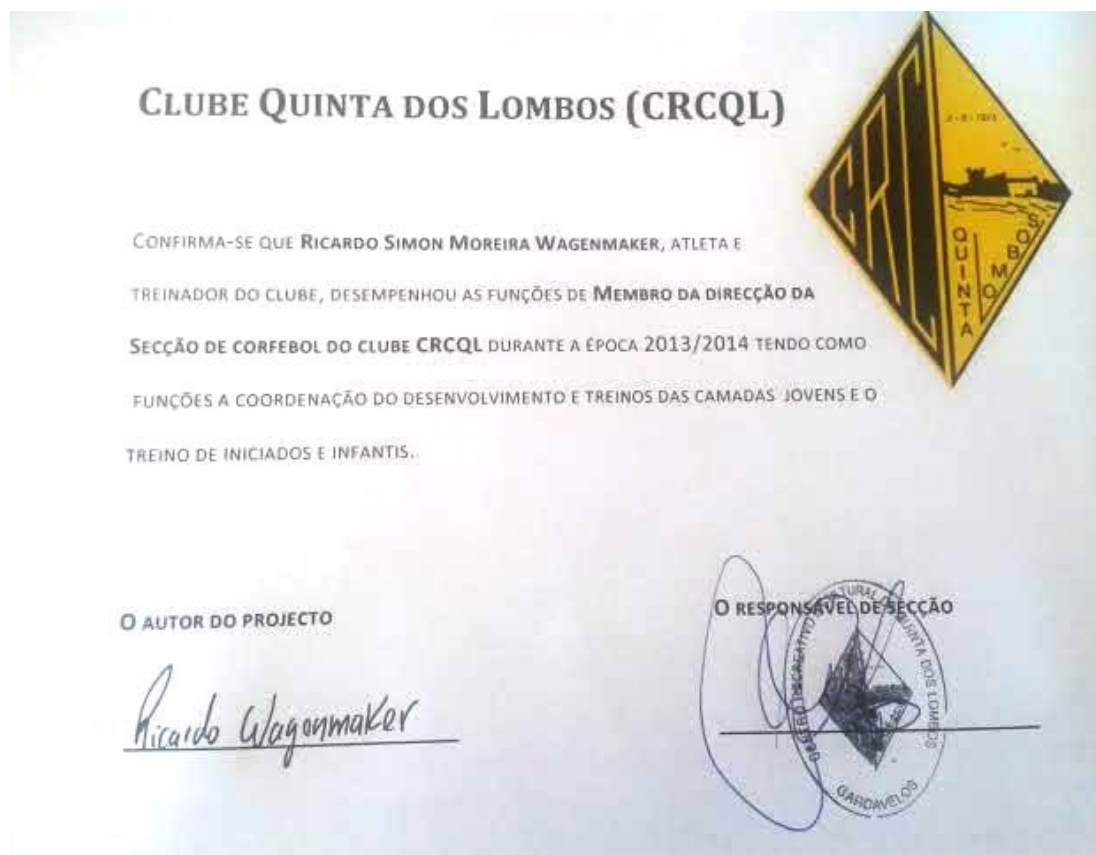 CLUBE QUINTA DOS LOMBOS (CRCQL)
CRC
QUINTA
LOMBOS
CONFIRMA-SE QUE RICARDO SIMON MOREIRA WAGENMAKER, ATLETA E
TREINADOR DO CLUBE, DESEMPENHOU AS FUNÇÕES DE MEMBRO DA DIRECÇÃO DA
SECÇÃO DE CORFEBOL DO CLUBE CRCQL DURANTE A ÉPOCA 2013/2014 TENDO COMO
FUNÇÕES A COORDENAÇÃO DO DESENVOLVIMENTO E TREINOS DAS CAMADAS JOVENS E O
TREINO DE INICIADOS E INFANTIS.
O AUTOR DO PROJECTO
O RESPONSÁVEL DE SECÇÃO
Ricardo Wagenmaker
RECREATIVO QUINTA DOS LOMBOS